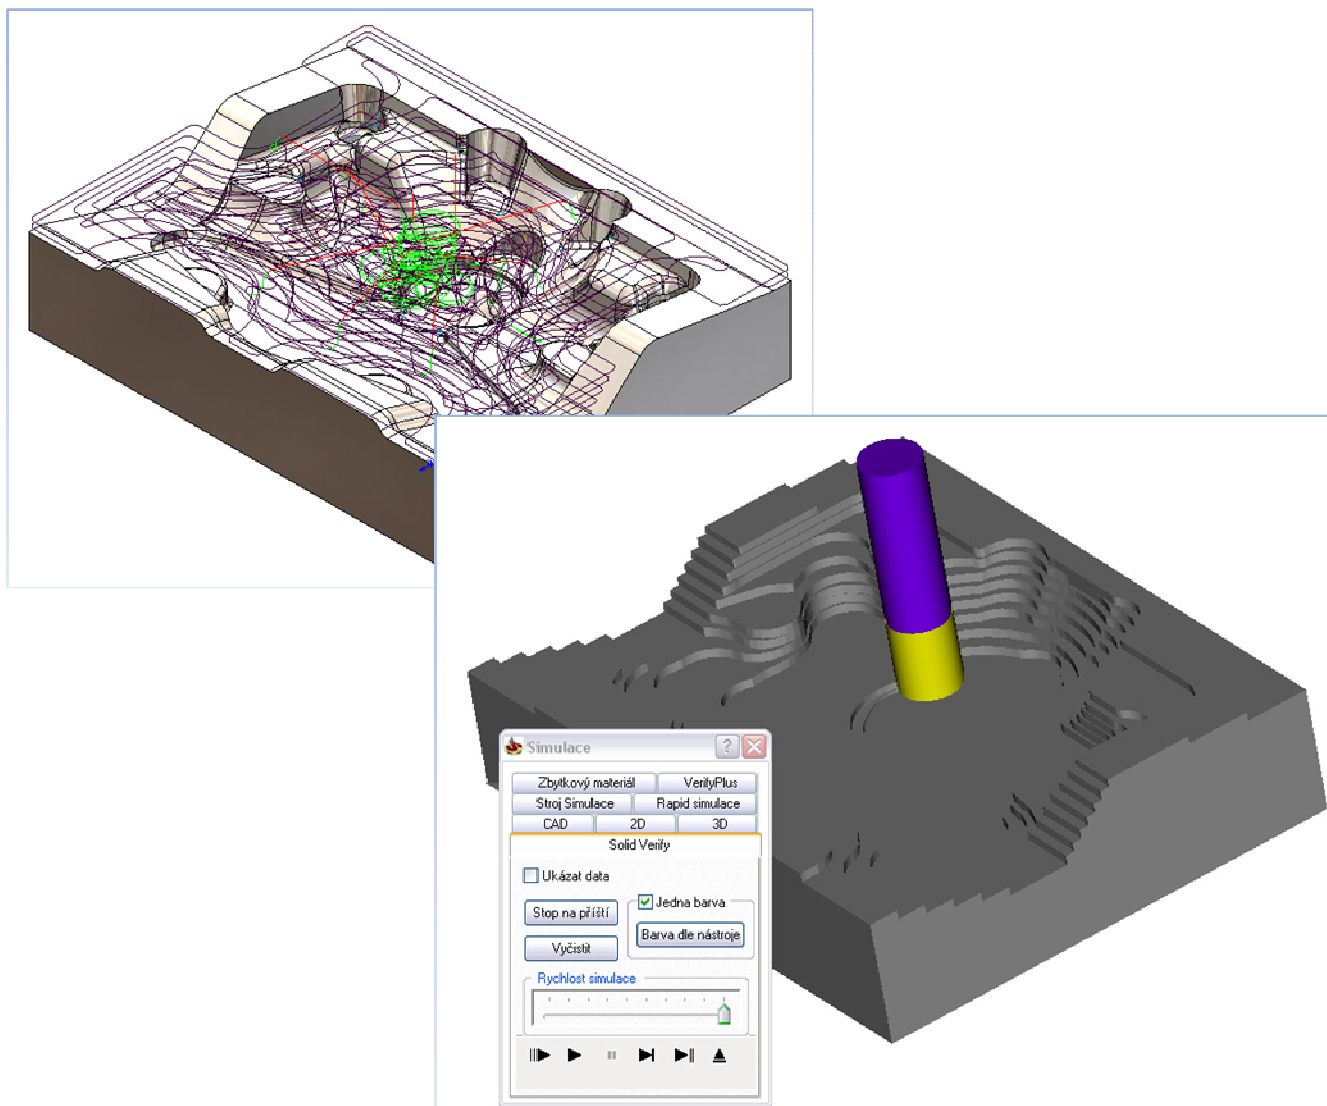 Simulace
?
Zbytkový materiál
VerifyPlus
Stroj Simulace
Rapid simulace
CAD
2D
3D
Solid Verify
Ukázat data
Stop na příští
Jedna barva
Vyčistit
Barva dle nástroje
Rychlost simulace